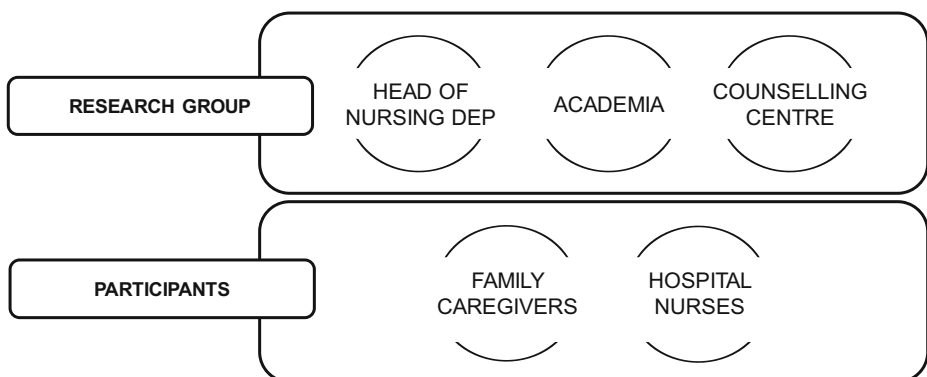 RESEARCH GROUP
HEAD OF
NURSING DEP
ACADEMIA
COUNSELLING
CENTRE
PARTICIPANTS
FAMILY
CAREGIVERS
HOSPITAL
NURSES